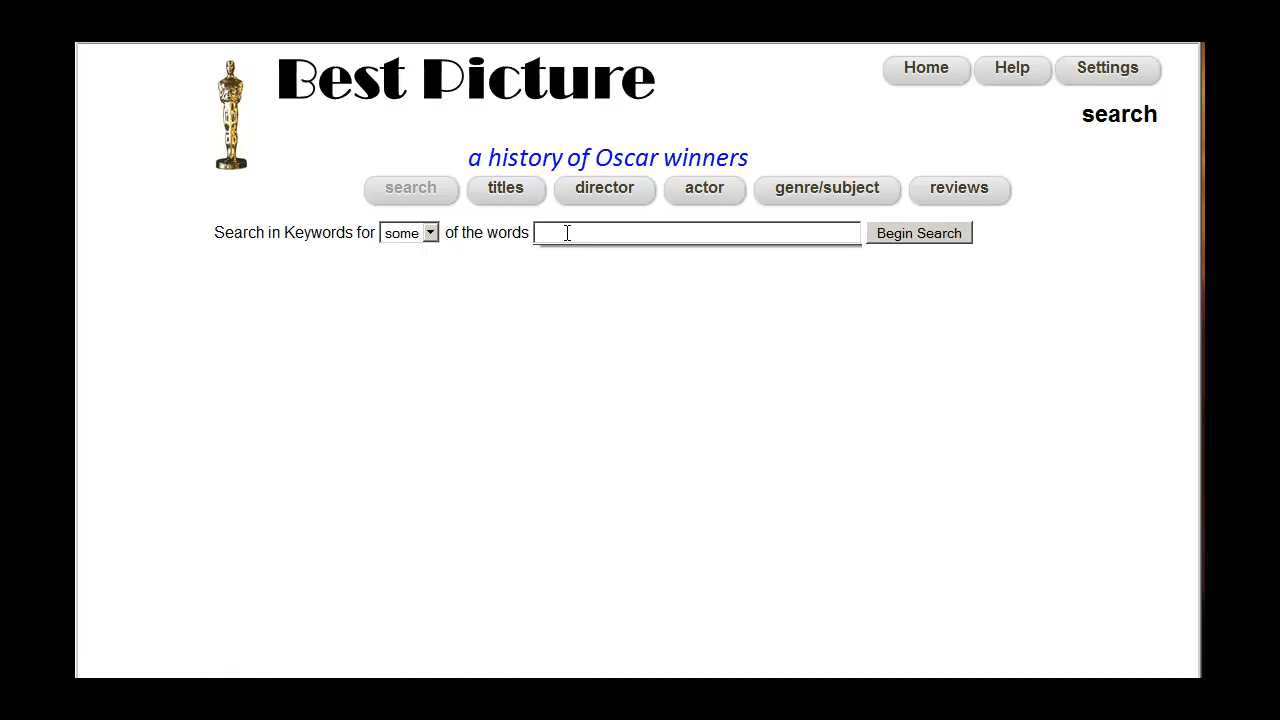 Best Picture
Home Help Settings
search
a history of Oscar winners
search titles director actor genre/subject reviews
Search in Keywords for some of the words Begin Search